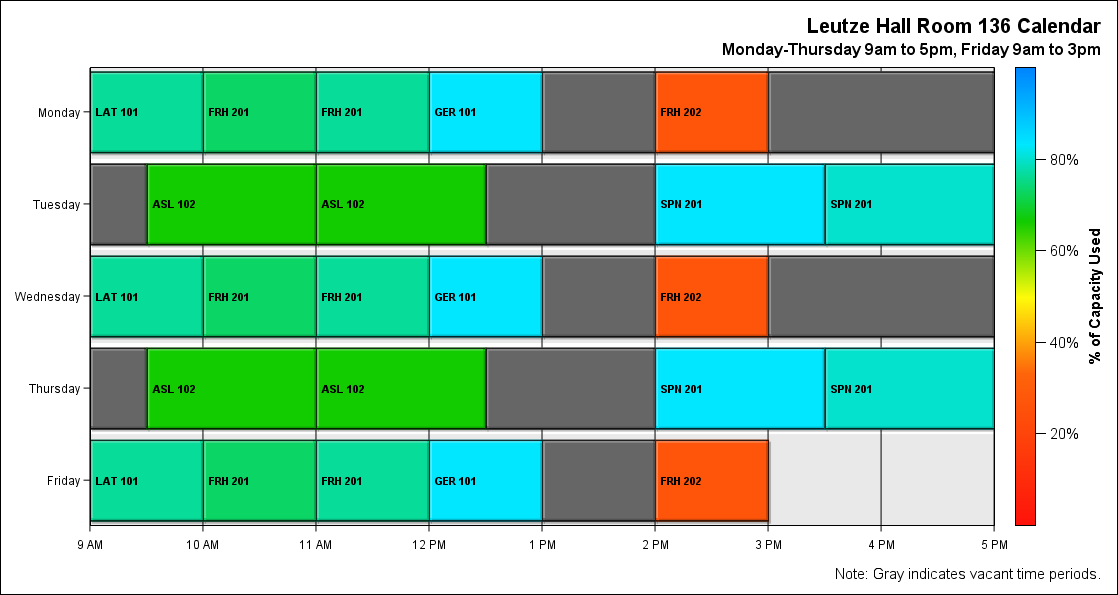 Leutze Hall Room 136 Calendar
Monday-Thursday 9am to 5pm, Friday 9am to 3pm
Monday
LAT 101
FRH 201
FRH 201
GER 101
FRH 202
Tuesday
ASL 102
ASL 102
SPN 201
SPN 201
Wednesday
LAT 101
FRH 201
FRH 201
GER 101
FRH 202
Thursday
ASL 102
ASL 102
SPN 201
SPN 201
Friday
LAT 101
FRH 201
FRH 201
GER 101
FRH 202
9 AM
10 AM
11 AM
12 PM
1 PM
2 PM
3 PM
4 PM
5 PM
80%
60%
40%
20%
% of Capacity Used
Note: Gray indicates vacant time periods.